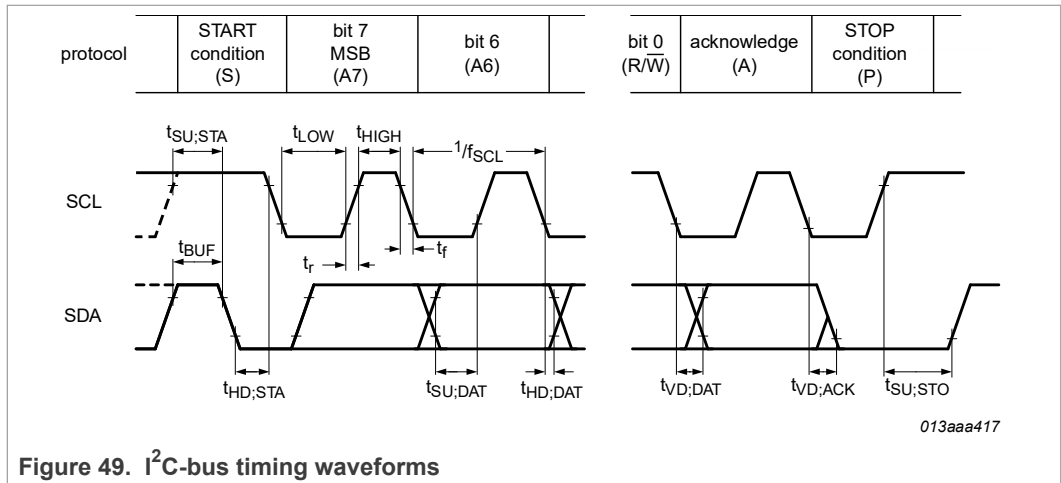 protocol
START condition (S)
bit 7 MSB (A7)
bit 6 (A6)
bit 0 (R/W̅)
acknowledge (A)
STOP condition (P)
tSU;STA
tLOW
tHIGH
1/fSCL
SCL
tBUF
tr
tf
SDA
tHD;STA
tSU;DAT
tHD;DAT
tVD;DAT
tVD;ACK
tSU;STO
013aaa417
Figure 49. I²C-bus timing waveforms